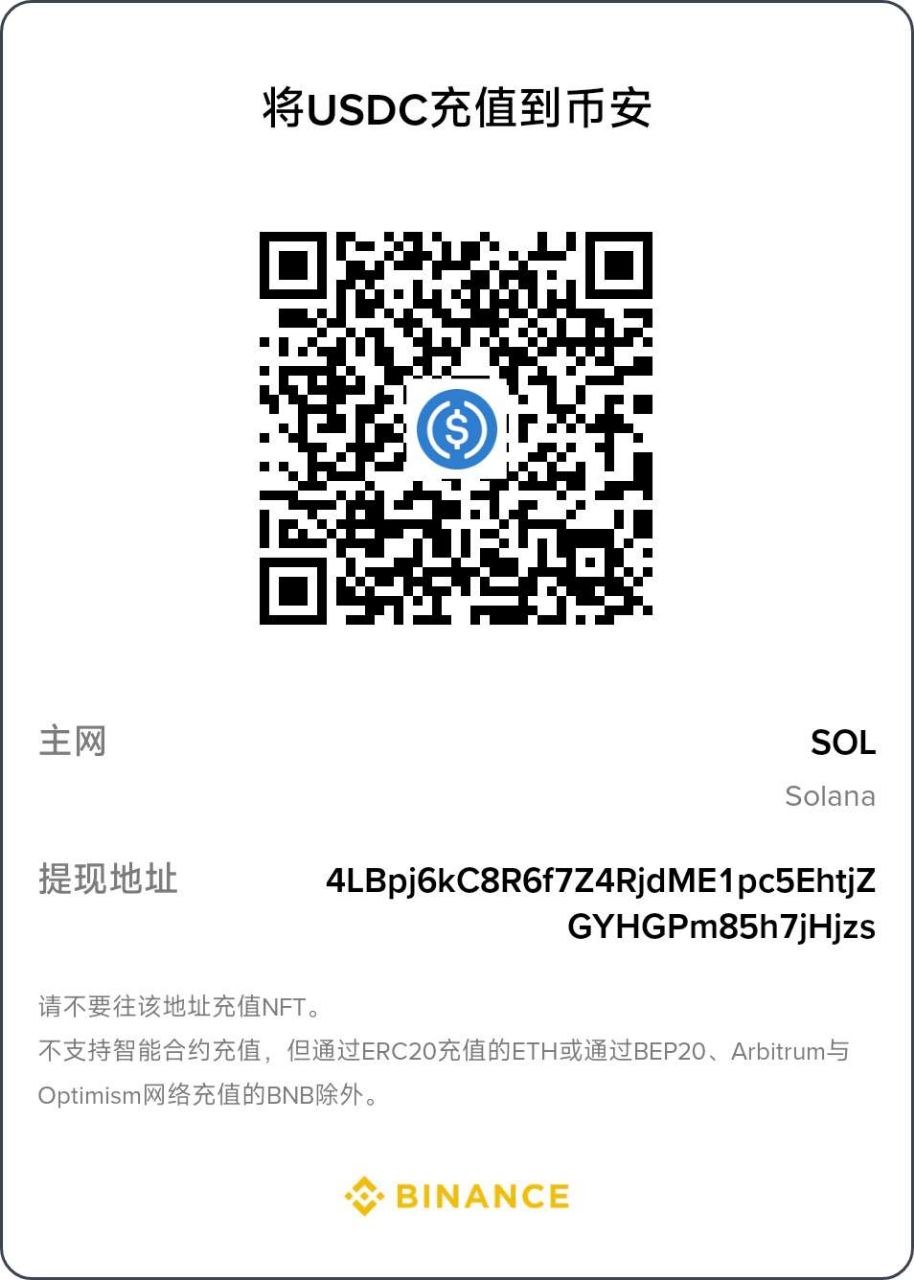 将USDC充值到币安
主网
SOL
Solana
提现地址
4LBpj6kC8R6f7Z4RjdME1pc5EhtjZ
GYHGPm85h7jHjzs
请不要往该地址充值NFT。
不支持智能合约充值，但通过ERC20充值的ETH或通过BEP20、Arbitrum与
Optimism网络充值的BNB除外。
BINANCE